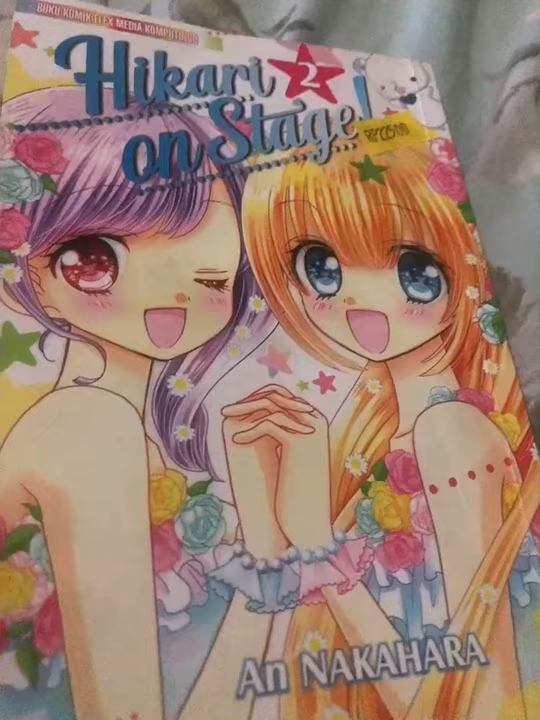 BUKU KOMIK ELEX MEDIA KOMPUTINDO
Hikari 2
on Stage!
An NAKAHARA